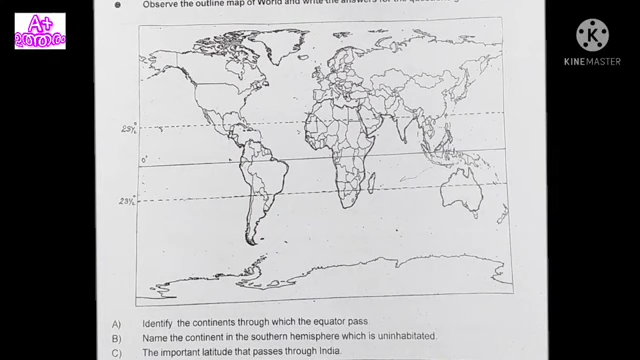 A+
KINEMASTER
Observe the outline map of World and write the answers for the
23½°
0°
23½°
A) Identify the continents through which the equator pass
B) Name the continent in the southern hemisphere which is uninhabitated.
C) The important latitude that passes through India.